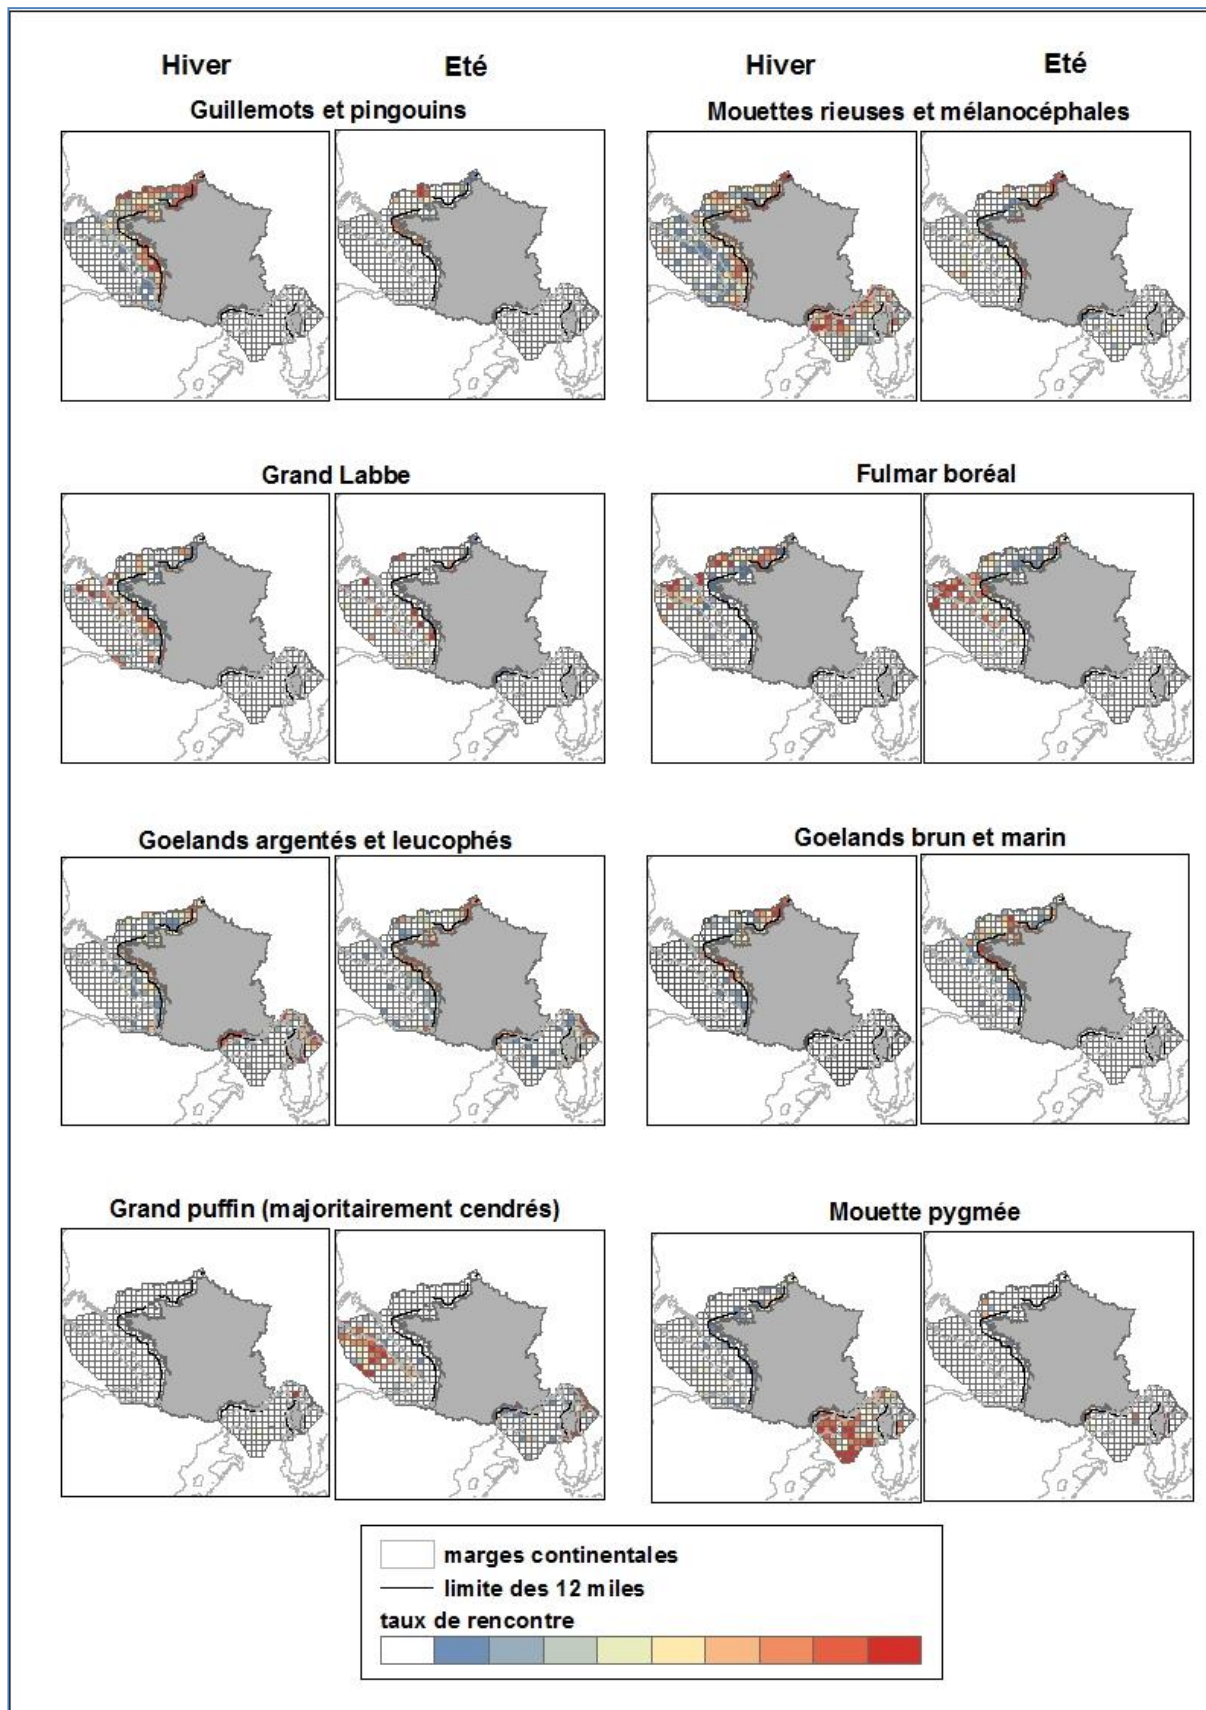 Hiver Eté Hiver Eté
Guillemots et pingouins Mouettes rieuses et mélanocéphales
Grand Labbe Fulmar boréal
Goelands argentés et leucophés Goelands brun et marin
Grand puffin (majoritairement cendrés) Mouette pygmée
marges continentales
limite des 12 miles
taux de rencontre